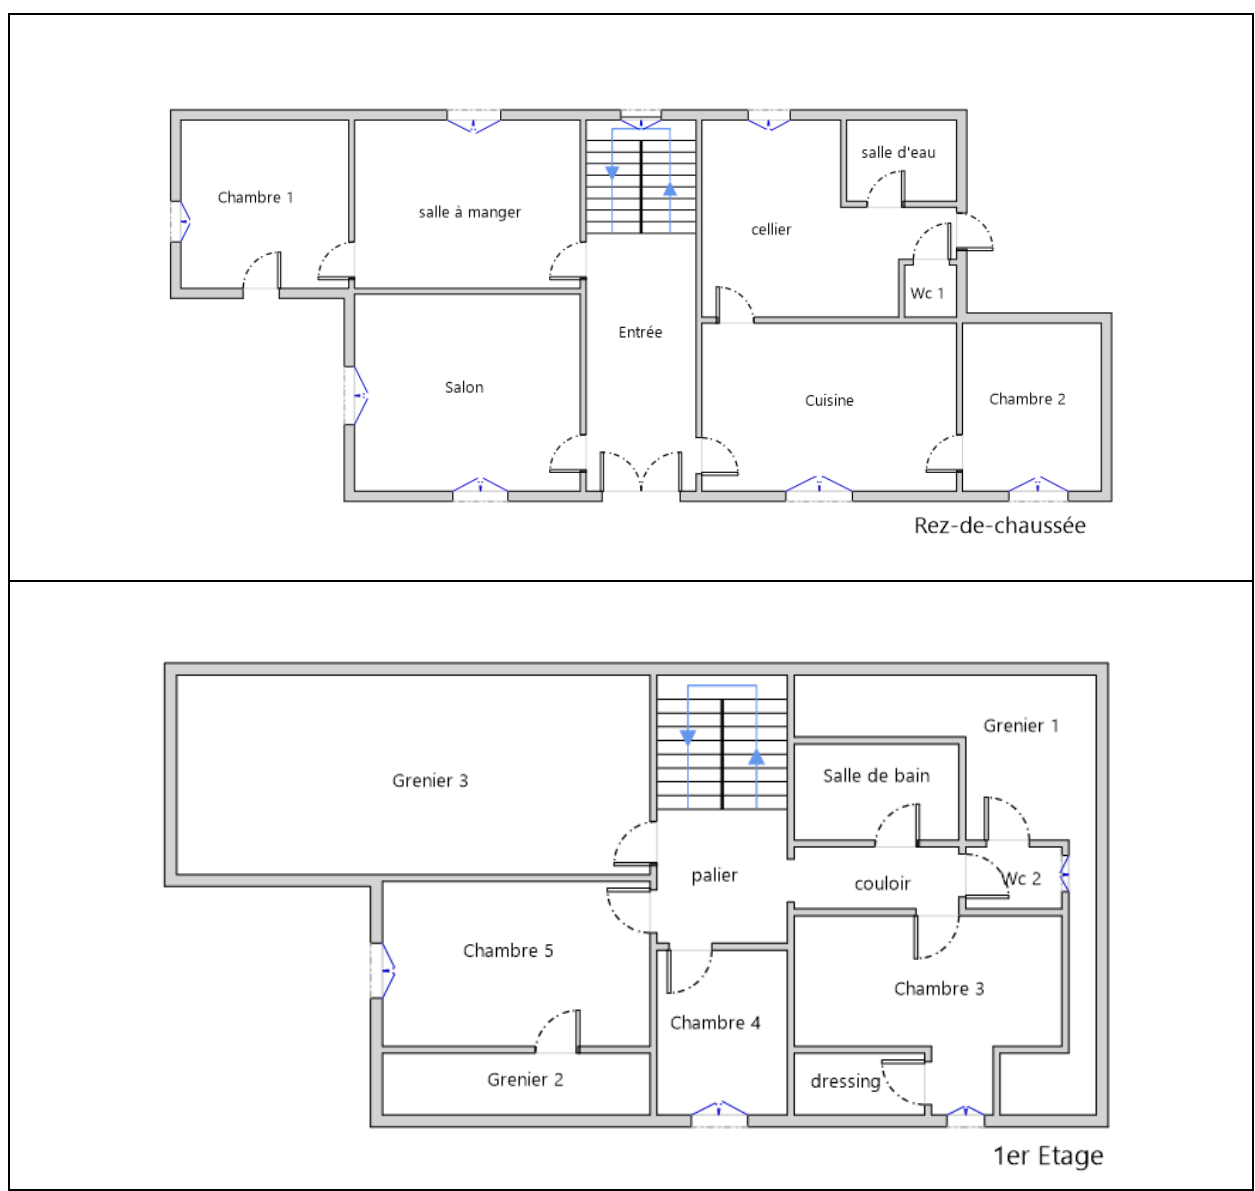 salle d'eau
Chambre 1
salle à manger
cellier
Wc 1
Entrée
Salon
Cuisine
Chambre 2
Rez-de-chaussée
Grenier 1
Grenier 3
Salle de bain
palier
couloir
Wc 2
Chambre 5
Chambre 3
Chambre 4
Grenier 2
dressing
1er Etage